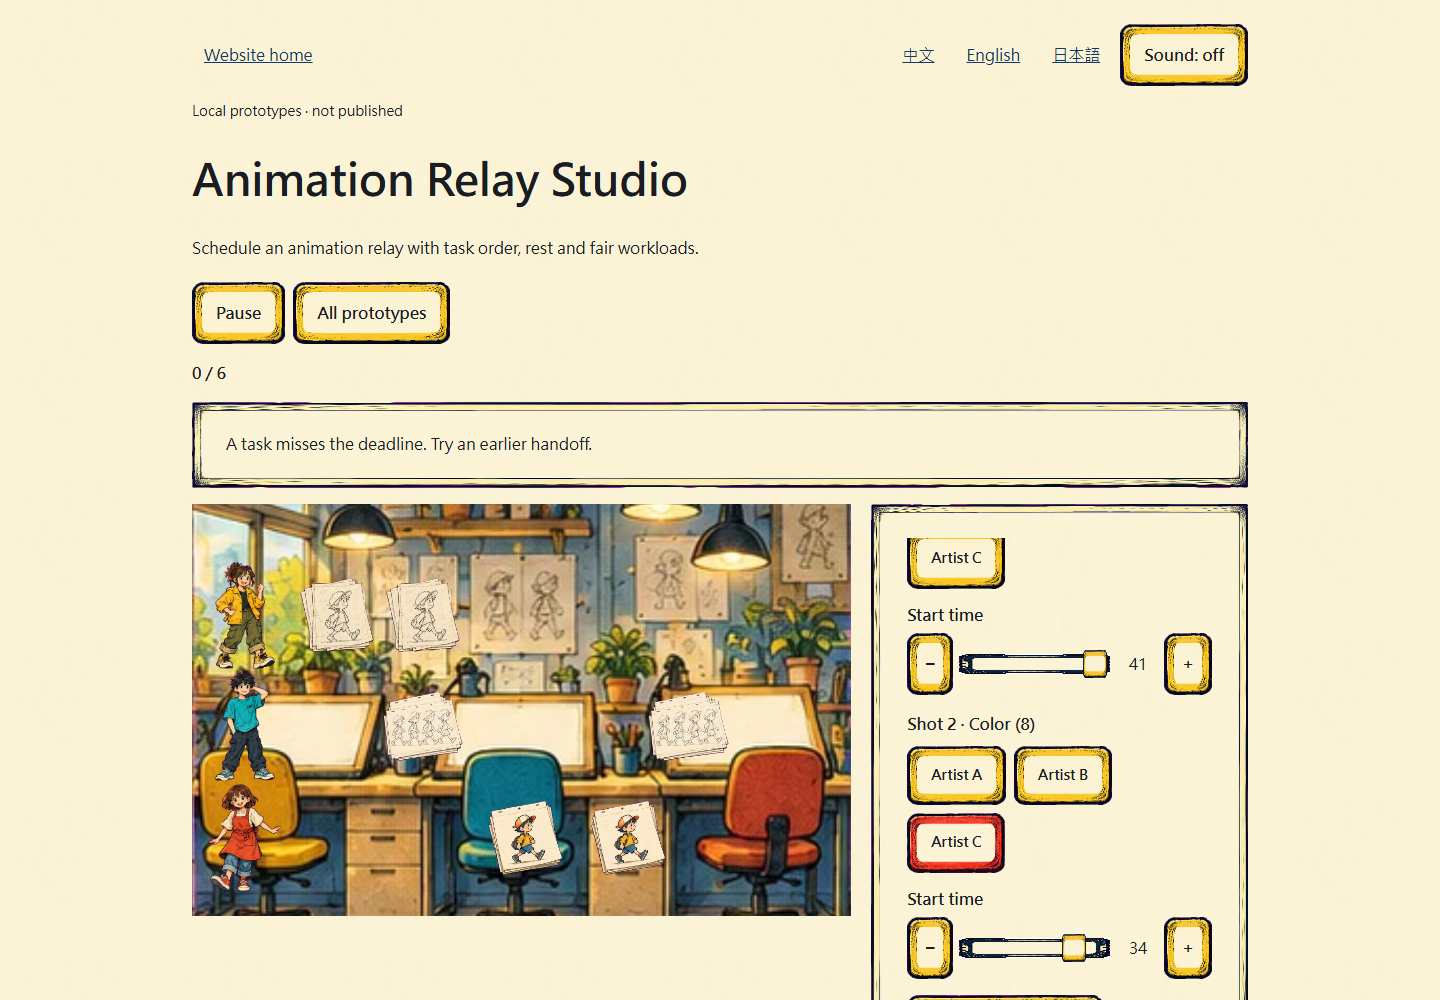 Website home
中文 English 日本語 Sound: off
Local prototypes · not published
Animation Relay Studio
Schedule an animation relay with task order, rest and fair workloads.
Pause All prototypes
0 / 6
A task misses the deadline. Try an earlier handoff.
Artist C
Start time
− 41 +
Shot 2 · Color (8)
Artist A Artist B
Artist C
Start time
− 34 +